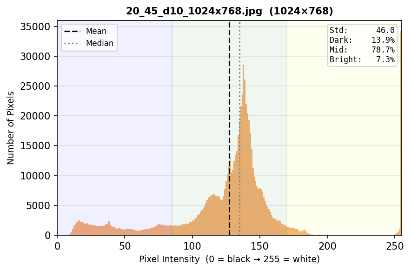 20_45_d10_1024x768.jpg  (1024×768)
Mean
Median
Std:      46.0
Dark:    13.9%
Mid:     78.7%
Bright:   7.3%
35000
30000
25000
20000
15000
10000
5000
0
Number of Pixels
0 50 100 150 200 250
Pixel Intensity  (0 = black → 255 = white)